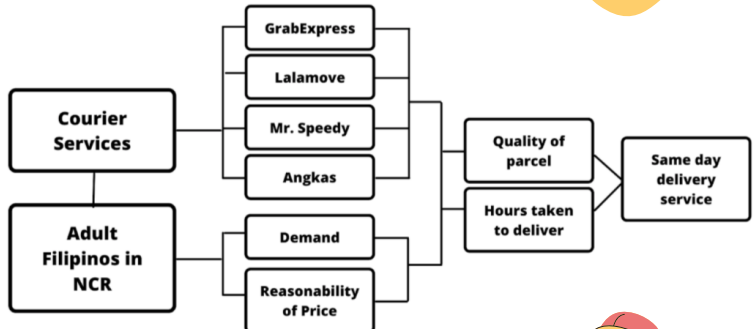 Courier
Services
Adult
Filipinos in
NCR
GrabExpress
Lalamove
Mr. Speedy
Angkas
Demand
Reasonability
of Price
Quality of
parcel
Hours taken
to deliver
Same day
delivery
service